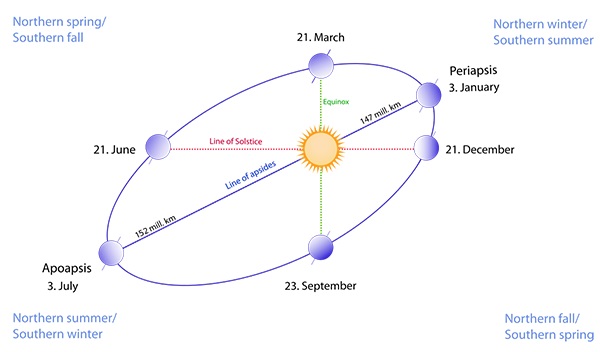 Northern spring/
Southern fall
Northern winter/
Southern summer
21. March
Periapsis
3. January
Equinox
147 mill. km
21. June
Line of Solstice
21. December
Line of apsides
152 mill. km
Apoapsis
3. July
23. September
Northern summer/
Southern winter
Northern fall/
Southern spring